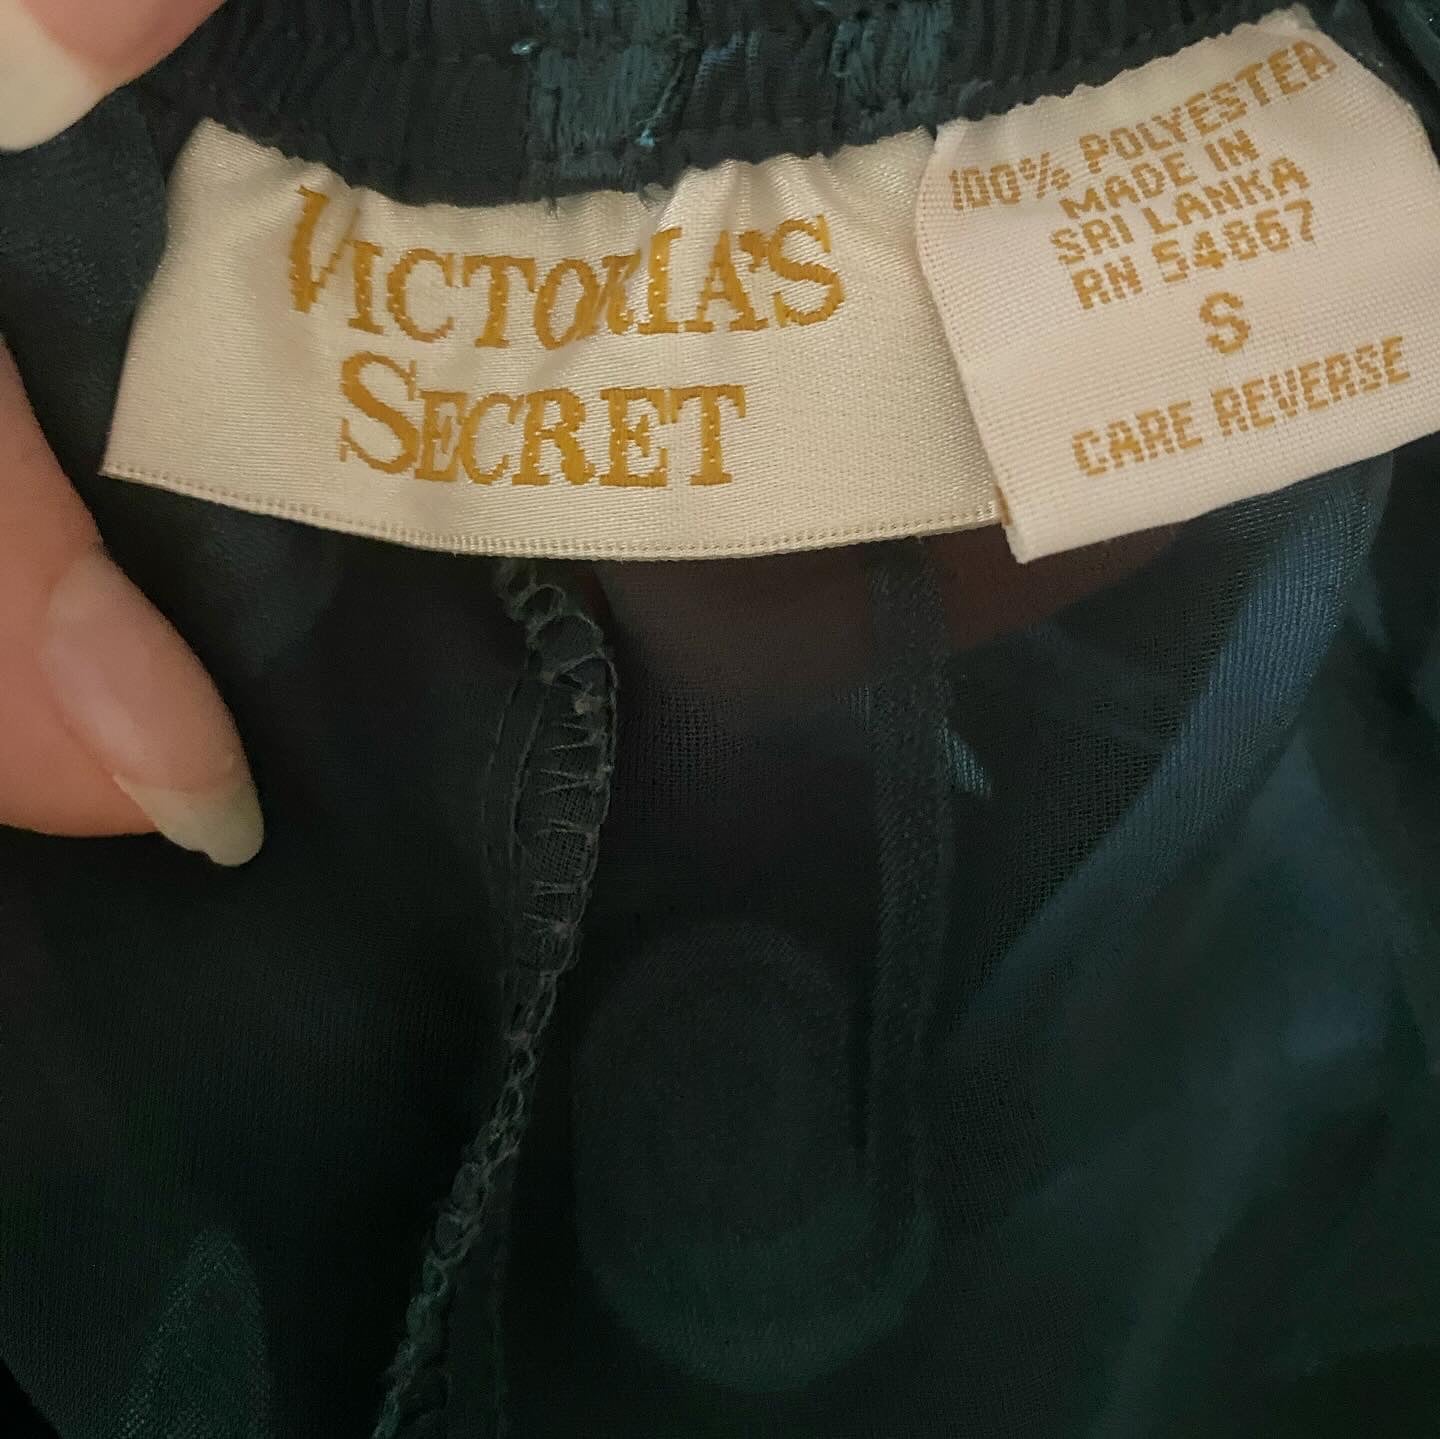 VICTORIA'S
SECRET
100% POLYESTER
MADE IN
SRI LANKA
RN 54867
S
CARE REVERSE